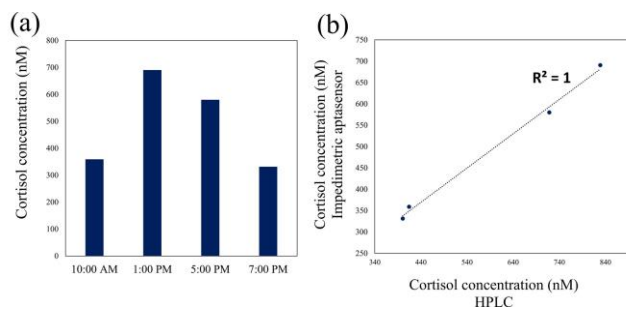 (a)
Cortisol concentration (nM)
800
700
600
500
400
300
200
100
0
10:00 AM 1:00 PM 5:00 PM 7:00 PM
(b)
Cortisol concentration (nM)
Impedimetric aptasensor
750
700
650
600
550
500
450
400
350
300
250
R² = 1
340 440 540 640 740 840
Cortisol concentration (nM)
HPLC